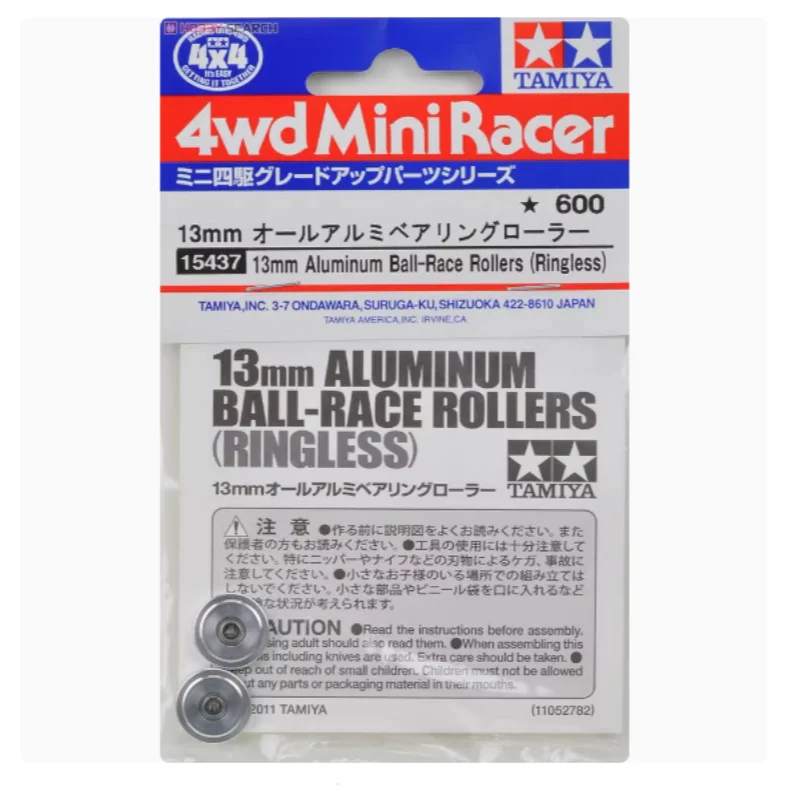 HOBBY SEARCH
4x4
IT's EASY
GETTING IT TOGETHER
TAMIYA
4wd Mini Racer
ミニ四駆グレードアップパーツシリーズ
★ 600
13mm オールアルミベアリングローラー
15437 13mm Aluminum Ball-Race Rollers (Ringless)
TAMIYA,INC. 3-7 ONDAWARA, SURUGA-KU, SHIZUOKA 422-8610 JAPAN
TAMIYA AMERICA,INC. IRVINE,CA
13mm ALUMINUM
BALL-RACE ROLLERS
(RINGLESS)
13mmオールアルミベアリングローラー
TAMIYA
注意 ●作る前に説明図をよくお読みください。また
保護者の方もお読みください。●工具の使用には十分注意して
ください。特にニッパーやナイフなどの刃物によるケガ、事故に
注意してください。●小さなお子様のいる場所での組み立ては
しないでください。小さな部品やビニール袋を口に入れるなど
な状況が考えられます。
AUTION ●Read the instructions before assembly.
sing adult should also read them. ●When assembling this
ls including knives are used. Extra care should be taken. ●
ep out of reach of small children. Children must not be allowed
ut any parts or packaging material in their mouths.
2011 TAMIYA (11052782)